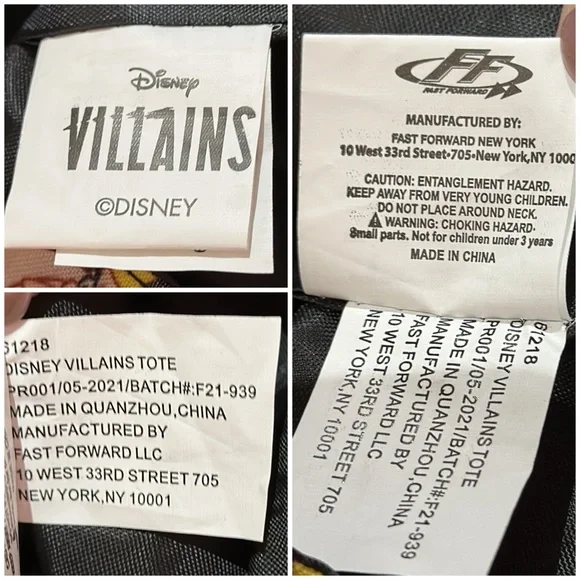 Disney
VILLAINS
©DISNEY
FF
FAST FORWARD
MANUFACTURED BY:
FAST FORWARD NEW YORK
10 West 33rd Street•705•New York,NY 1000
CAUTION: ENTANGLEMENT HAZARD.
KEEP AWAY FROM VERY YOUNG CHILDREN.
DO NOT PLACE AROUND NECK.
WARNING: CHOKING HAZARD-
Small parts. Not for children under 3 years
MADE IN CHINA
61218
DISNEY VILLAINS TOTE
PR001/05-2021/BATCH#:F21-939
MADE IN QUANZHOU,CHINA
MANUFACTURED BY
FAST FORWARD LLC
10 WEST 33RD STREET 705
NEW YORK,NY 10001
61218
DISNEY VILLAINS TOTE
PR001/05-2021/BATCH#:F21-939
MADE IN QUANZHOU,CHINA
MANUFACTURED BY
FAST FORWARD LLC
10 WEST 33RD STREET 705
NEW YORK,NY 10001